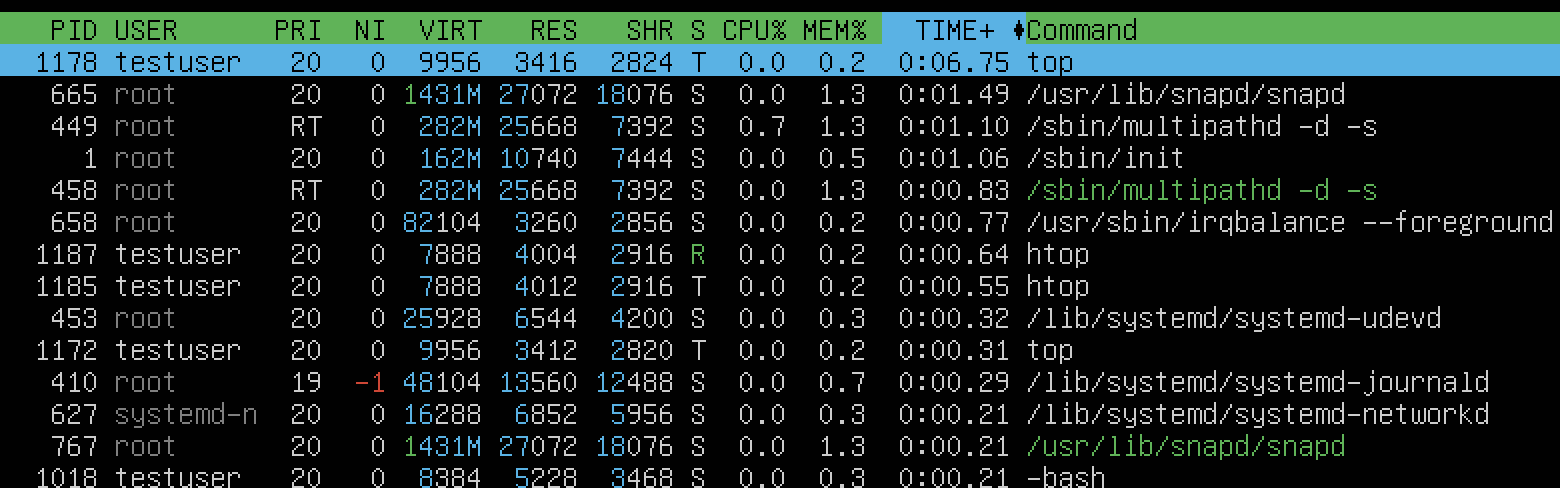 PID USER PRI NI VIRT RES SHR S CPU% MEM% TIME+ Command
1178 testuser 20 0 9956 3416 2824 T 0.0 0.2 0:06.75 top
665 root 20 0 1431M 27072 18076 S 0.0 1.3 0:01.49 /usr/lib/snapd/snapd
449 root RT 0 282M 25668 7392 S 0.7 1.3 0:01.10 /sbin/multipathd -d -s
1 root 20 0 162M 10740 7444 S 0.0 0.5 0:01.06 /sbin/init
458 root RT 0 282M 25668 7392 S 0.0 1.3 0:00.83 /sbin/multipathd -d -s
658 root 20 0 82104 3260 2856 S 0.0 0.2 0:00.77 /usr/sbin/irqbalance --foreground
1187 testuser 20 0 7888 4004 2916 R 0.0 0.2 0:00.64 htop
1185 testuser 20 0 7888 4012 2916 T 0.0 0.2 0:00.55 htop
453 root 20 0 25928 6544 4200 S 0.0 0.3 0:00.32 /lib/systemd/systemd-udevd
1172 testuser 20 0 9956 3412 2820 T 0.0 0.2 0:00.31 top
410 root 19 -1 48104 13560 12488 S 0.0 0.7 0:00.29 /lib/systemd/systemd-journald
627 systemd-n 20 0 16288 6852 5956 S 0.0 0.3 0:00.21 /lib/systemd/systemd-networkd
767 root 20 0 1431M 27072 18076 S 0.0 1.3 0:00.21 /usr/lib/snapd/snapd
1018 testuser 20 0 8384 5228 3468 S 0.0 0.3 0:00.21 -bash